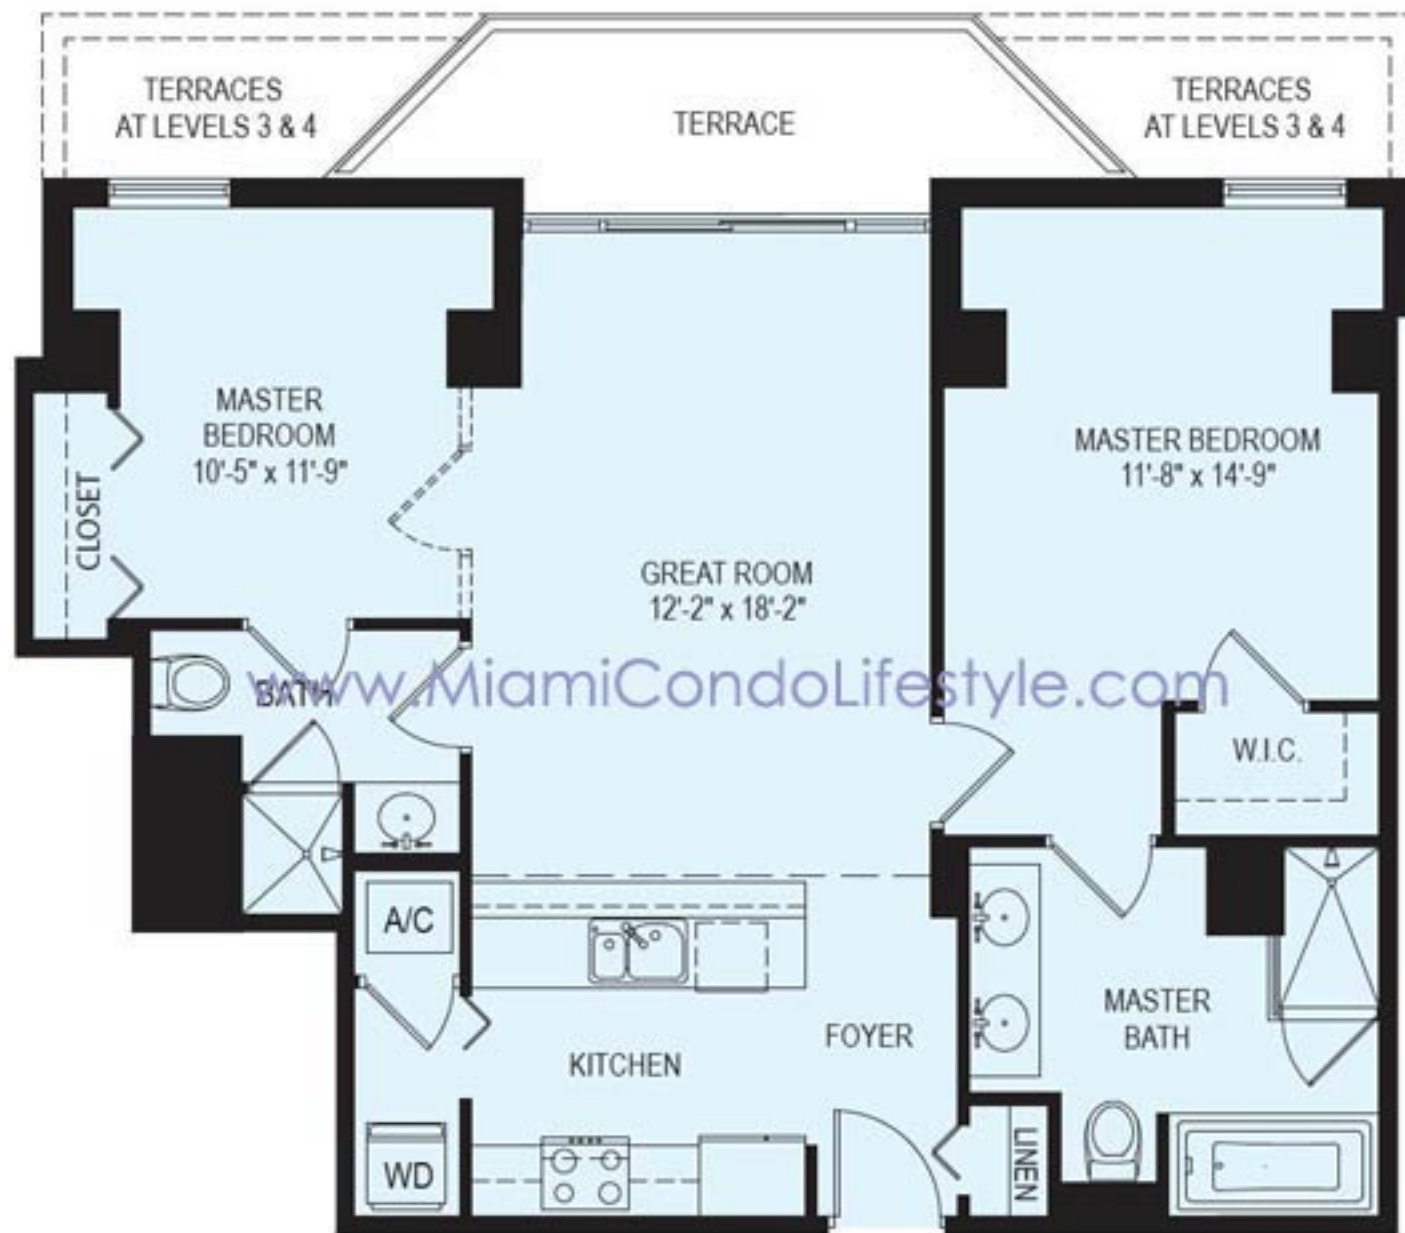 TERRACES
AT LEVELS 3 & 4
TERRACE
TERRACES
AT LEVELS 3 & 4
MASTER
BEDROOM
10'-5" x 11'-9"
CLOSET
MASTER BEDROOM
11'-8" x 14'-9"
GREAT ROOM
12'-2" x 18'-2"
www.MiamiCondoLifestyle.com
BATH
W.I.C.
A/C
MASTER
BATH
FOYER
KITCHEN
LINEN
WD